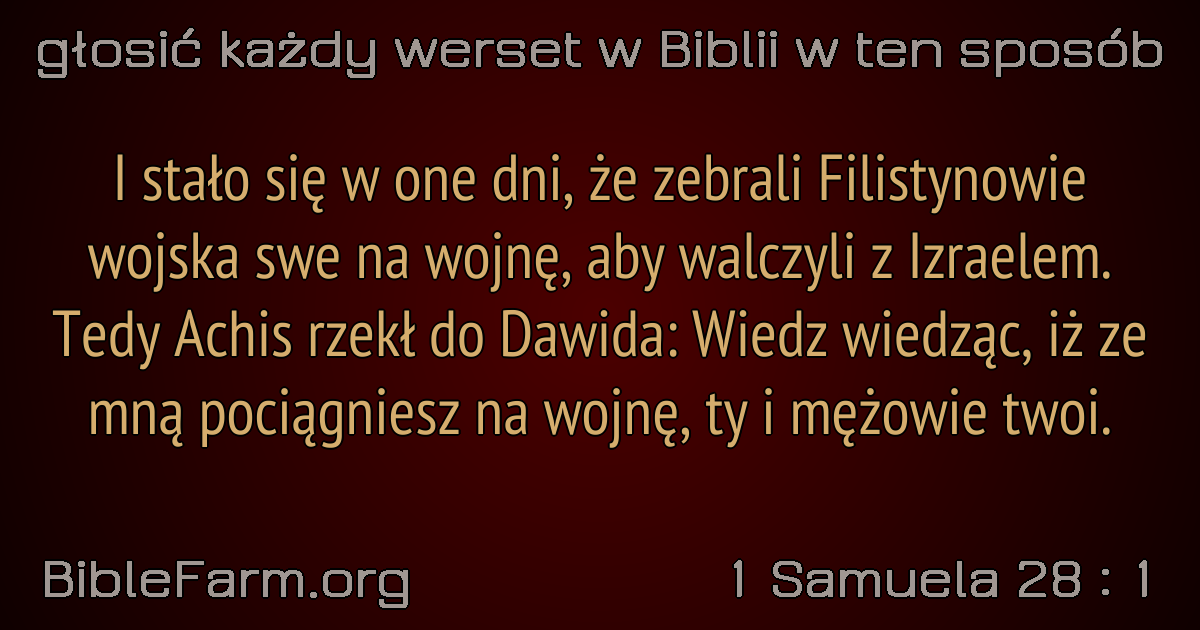 głosić każdy werset w Biblii w ten sposób
I stało się w one dni, że zebrali Filistynowie
wojska swe na wojnę, aby walczyli z Izraelem.
Tedy Achis rzekł do Dawida: Wiedz wiedząc, iż ze
mną pociągniesz na wojnę, ty i mężowie twoi.
BibleFarm.org
1 Samuela 28 : 1